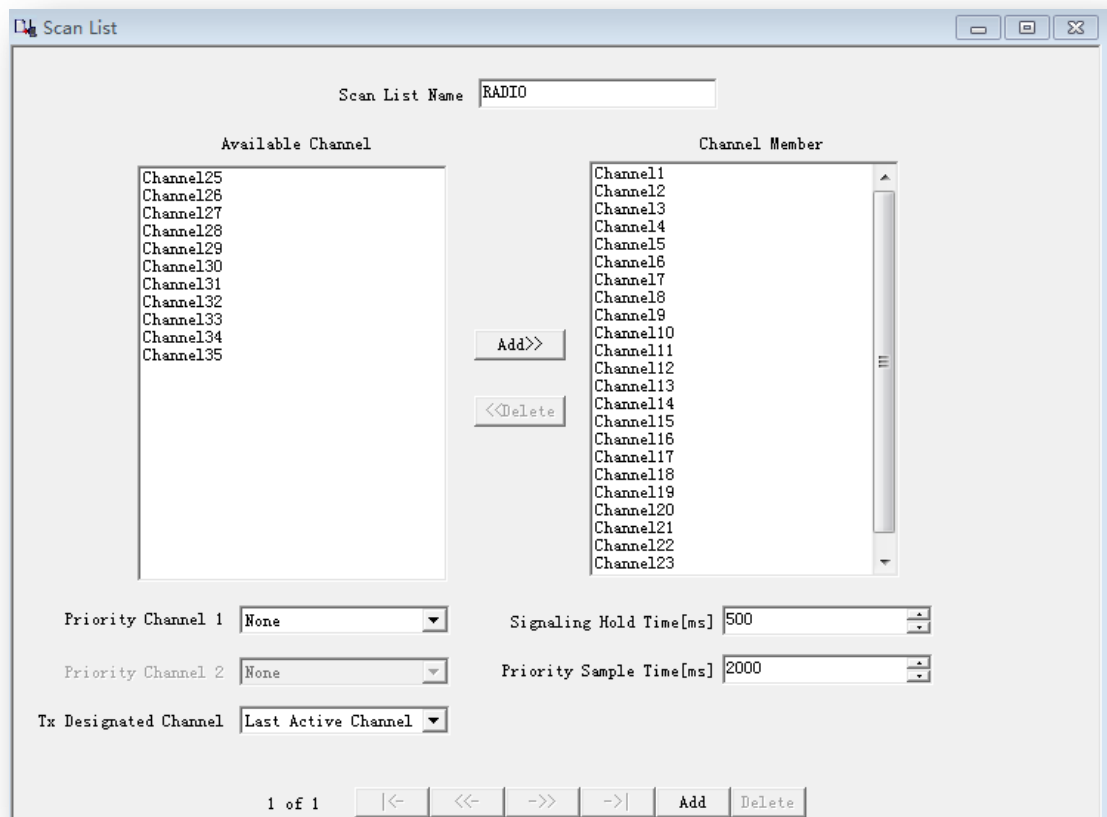 Scan List
Scan List Name RADIO
Available Channel
Channel25
Channel26
Channel27
Channel28
Channel29
Channel30
Channel31
Channel32
Channel33
Channel34
Channel35
Add>>
<<Delete
Channel Member
Channel1
Channel2
Channel3
Channel4
Channel5
Channel6
Channel7
Channel8
Channel9
Channel10
Channel11
Channel12
Channel13
Channel14
Channel15
Channel16
Channel17
Channel18
Channel19
Channel20
Channel21
Channel22
Channel23
Priority Channel 1 None
Priority Channel 2 None
Tx Designated Channel Last Active Channel
Signaling Hold Time[ms] 500
Priority Sample Time[ms] 2000
1 of 1 |<- <<- ->> ->| Add Delete